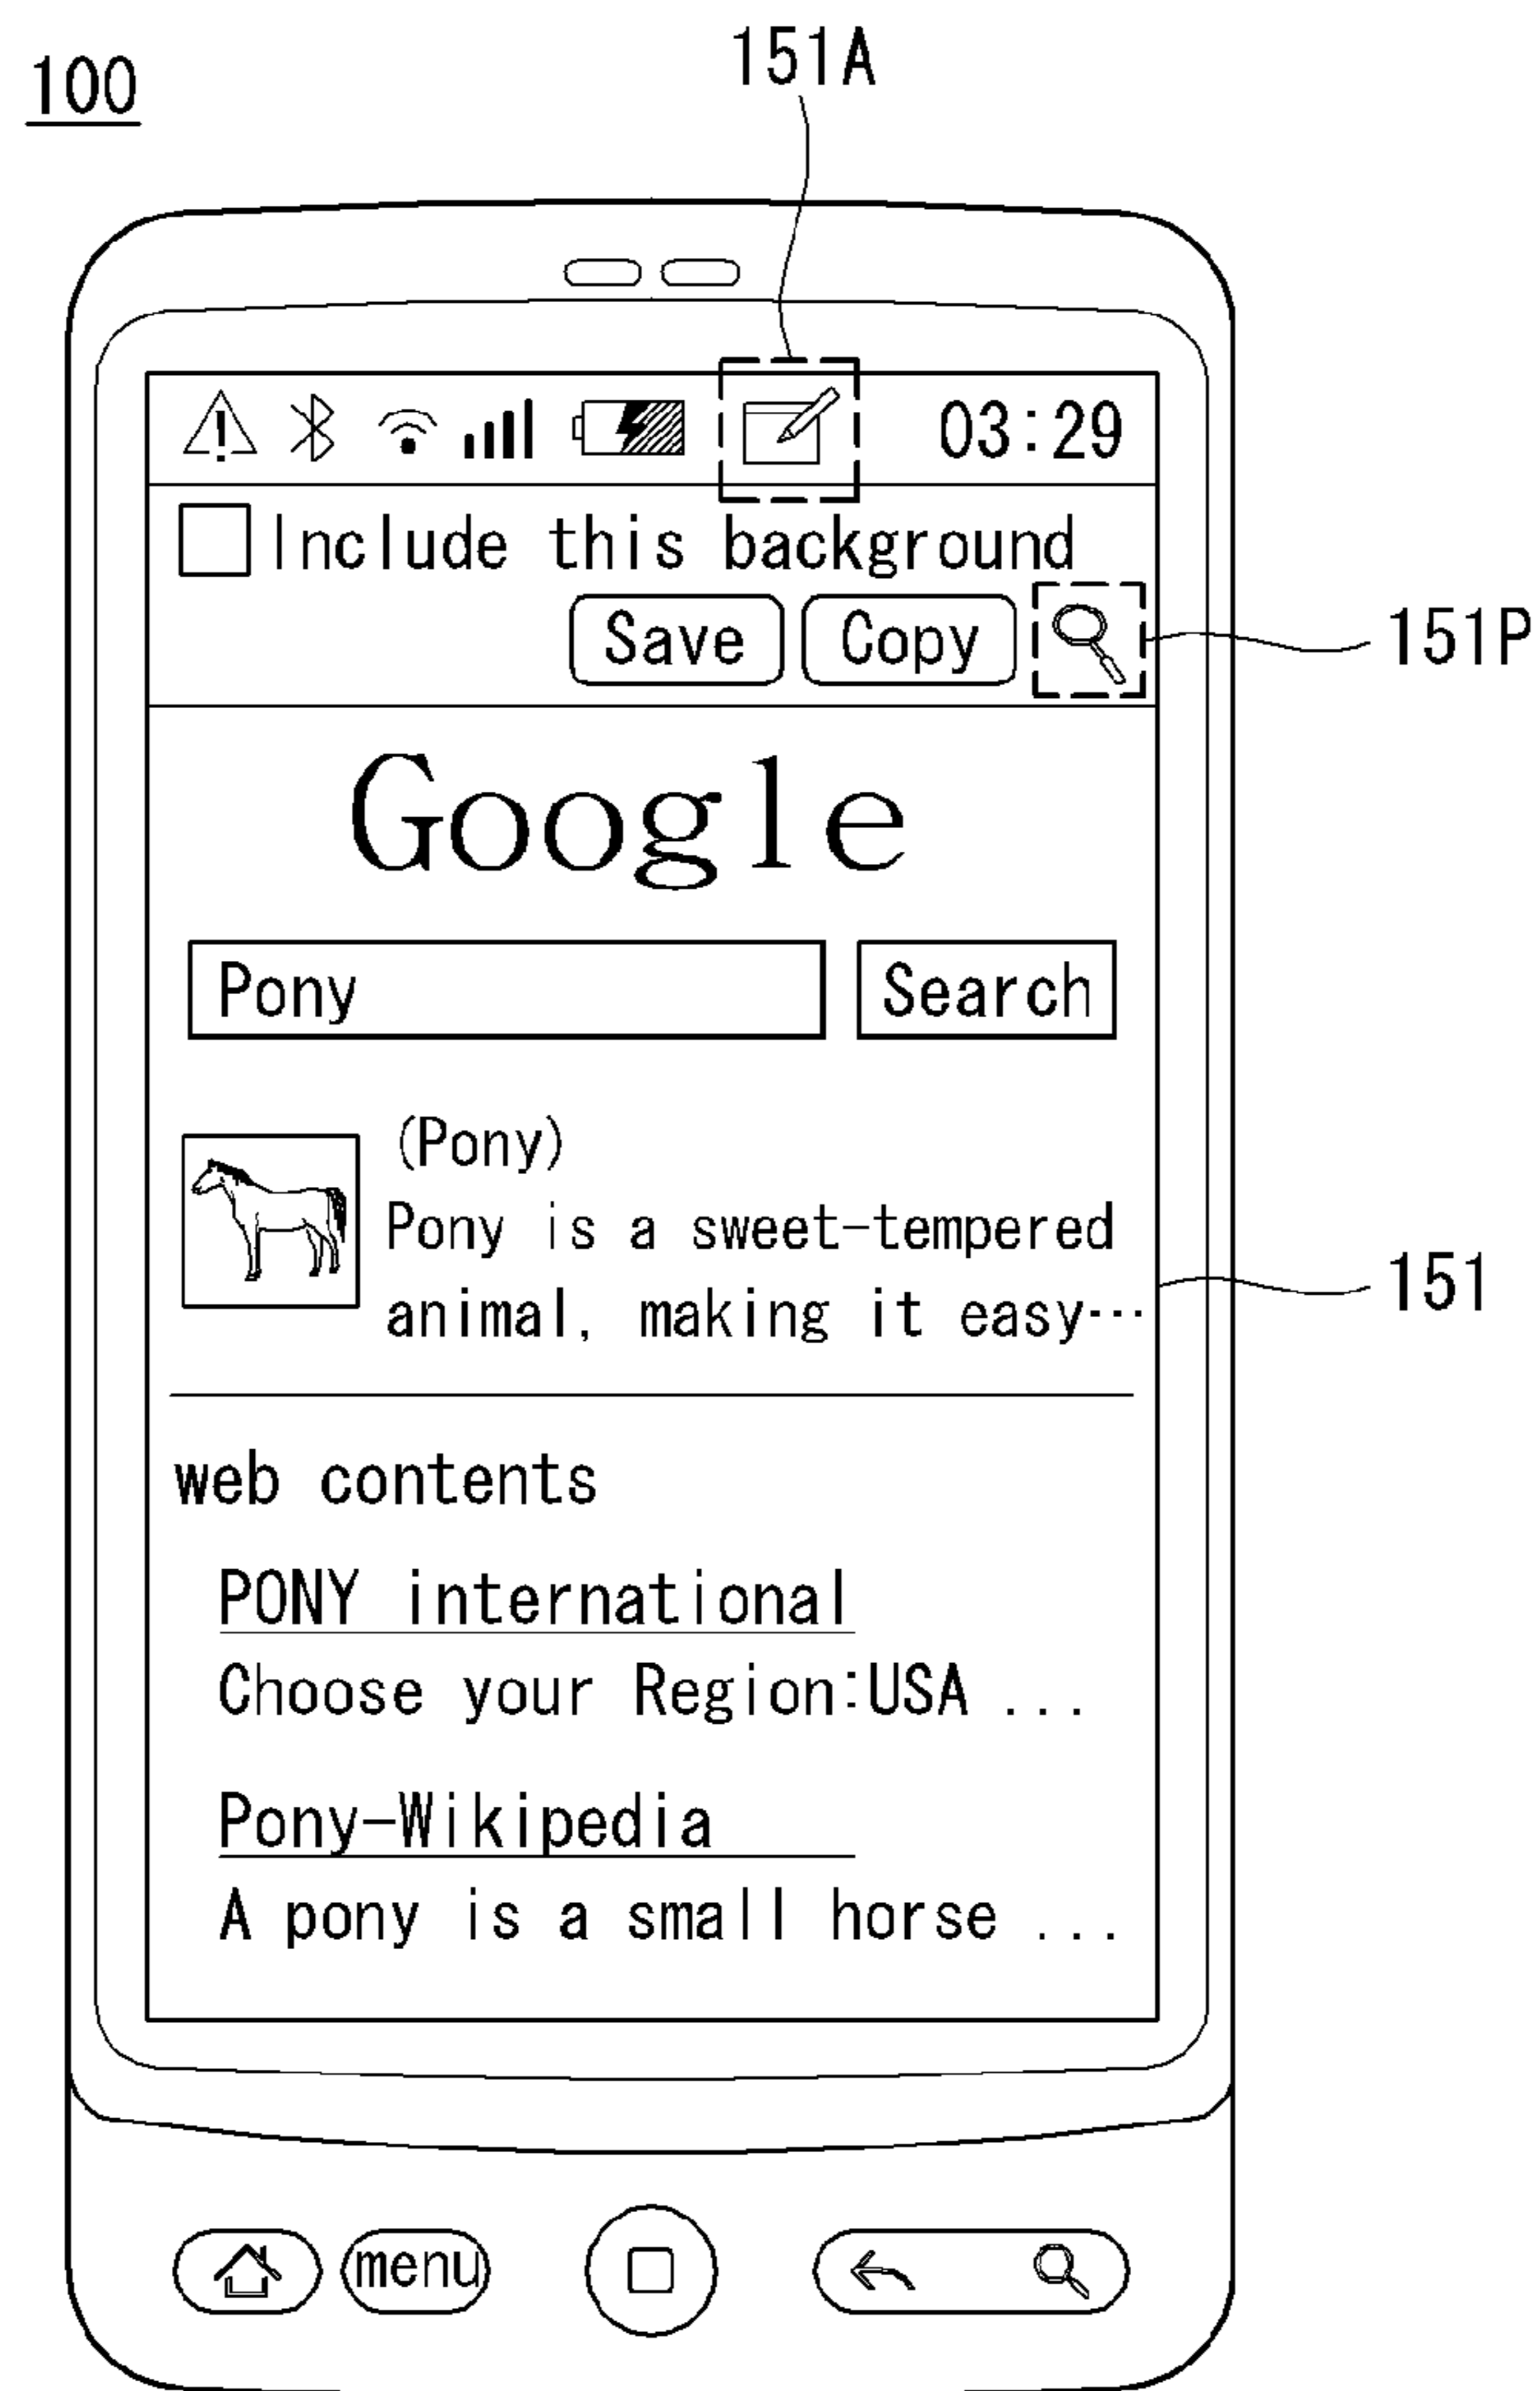 151A
100
03:29
Include this background
Save Copy
151P
Google
Pony Search
(Pony)
Pony is a sweet-tempered
animal, making it easy…
151
web contents
PONY international
Choose your Region:USA ...
Pony-Wikipedia
A pony is a small horse ...
menu